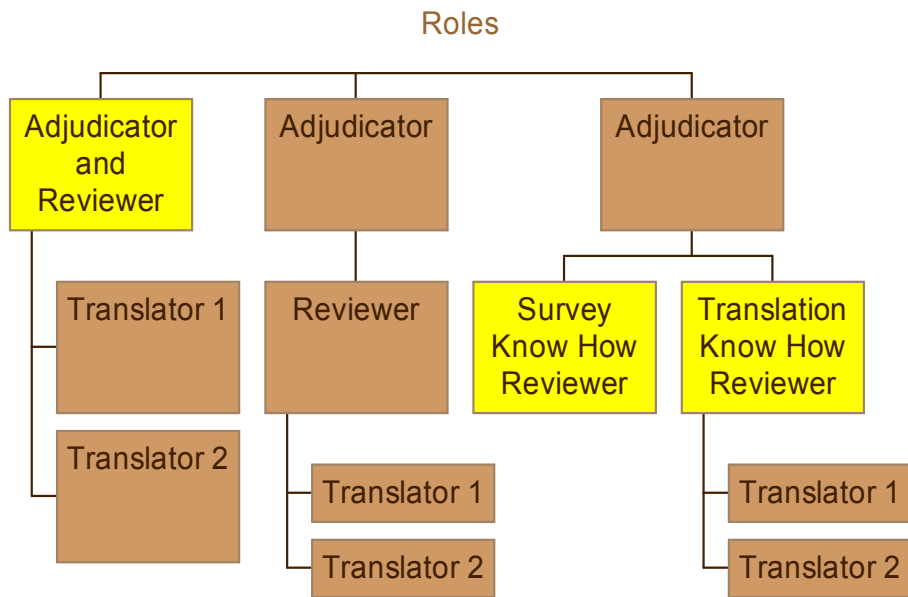 Roles
Adjudicator
and
Reviewer
Adjudicator
Adjudicator
Translator 1
Translator 2
Reviewer
Translator 1
Translator 2
Survey
Know How
Reviewer
Translation
Know How
Reviewer
Translator 1
Translator 2